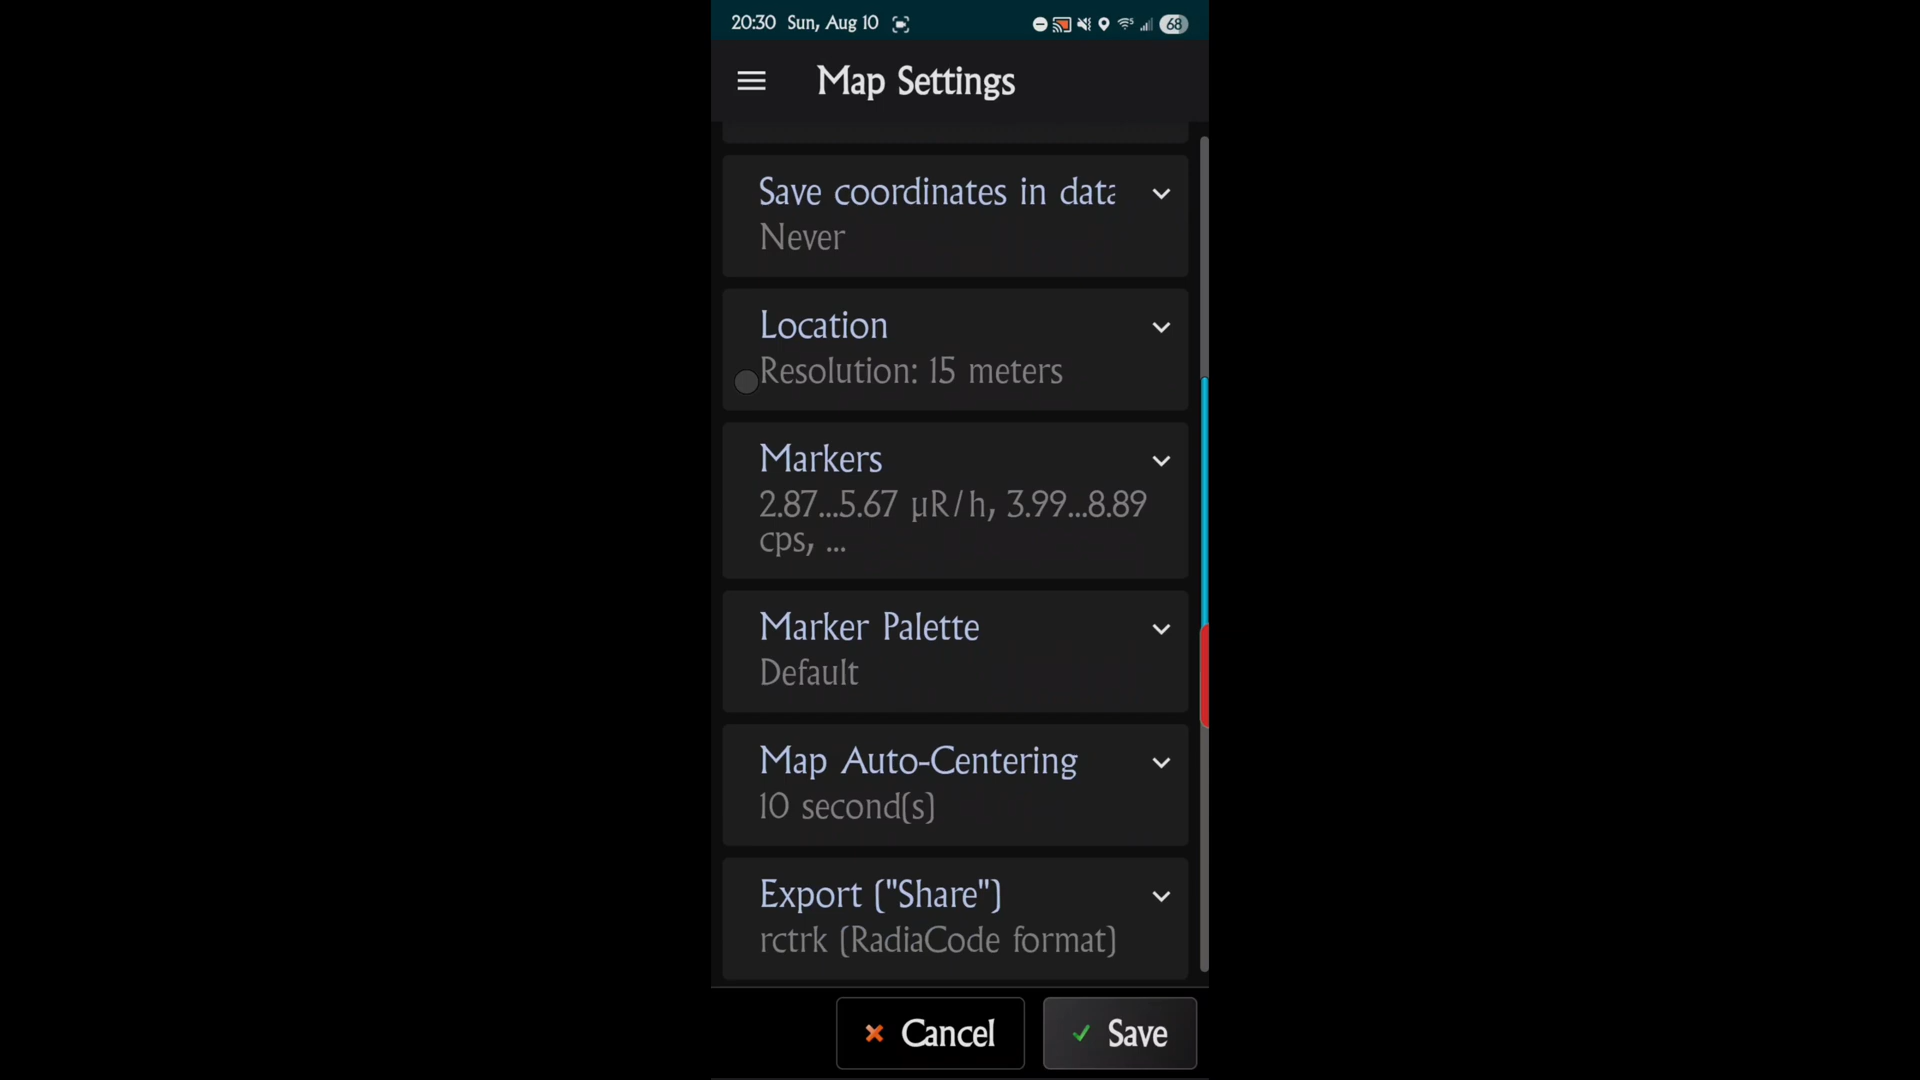 20:30 Sun, Aug 10
68
Map Settings
Save coordinates in data
Never
Location
Resolution: 15 meters
Markers
2.87...5.67 µR/h, 3.99...8.89
cps, ...
Marker Palette
Default
Map Auto-Centering
10 second(s)
Export ("Share")
rctrk (RadiaCode format)
Cancel
Save